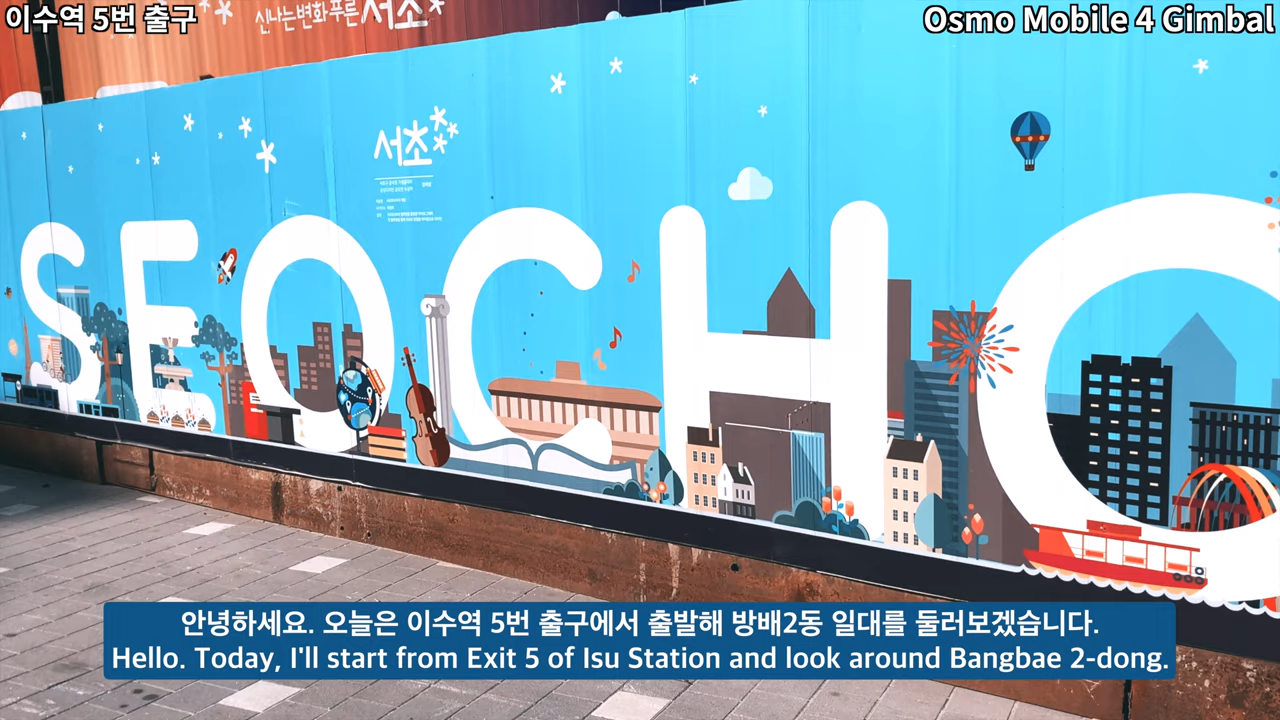 이수역 5번 출구
Osmo Mobile 4 Gimbal
신나는 변화 푸른 서초
서초
SEOCHO
안녕하세요. 오늘은 이수역 5번 출구에서 출발해 방배2동 일대를 둘러보겠습니다.
Hello. Today, I'll start from Exit 5 of Isu Station and look around Bangbae 2-dong.